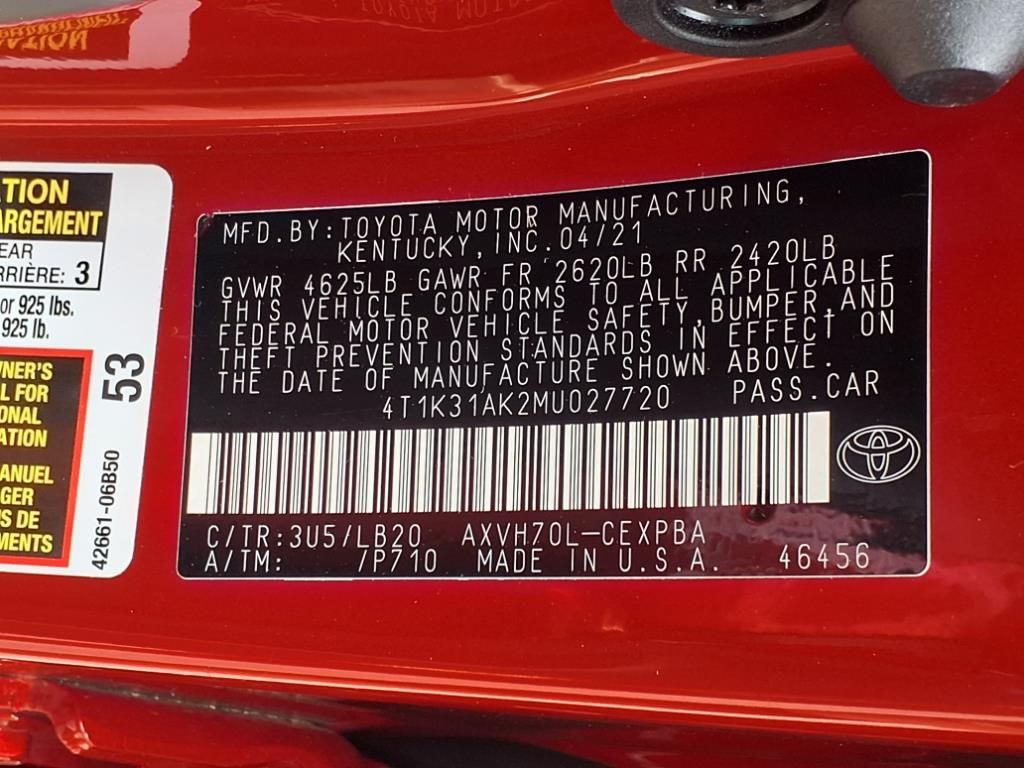 TION
ARGEMENT
EAR
RRIÈRE: 3
or 925 lbs.
925 lb.
WNER'S
L FOR
ONAL
ATION
ANUEL
GER
US DE
MENTS
53
42661-06B50
MFD.BY:TOYOTA MOTOR MANUFACTURING,
KENTUCKY,INC.04/21
GVWR 4625LB GAWR FR 2620LB RR 2420LB
THIS VEHICLE CONFORMS TO ALL APPLICABLE
FEDERAL MOTOR VEHICLE SAFETY,BUMPER,AND
THEFT PREVENTION STANDARDS IN EFFECT ON
THE DATE OF MANUFACTURE SHOWN ABOVE.
4T1K31AK2MU027720 PASS.CAR
C/TR:3U5/LB20 AXVH70L-CEXPBA
A/TM: /P710 MADE IN U.S.A. 46456